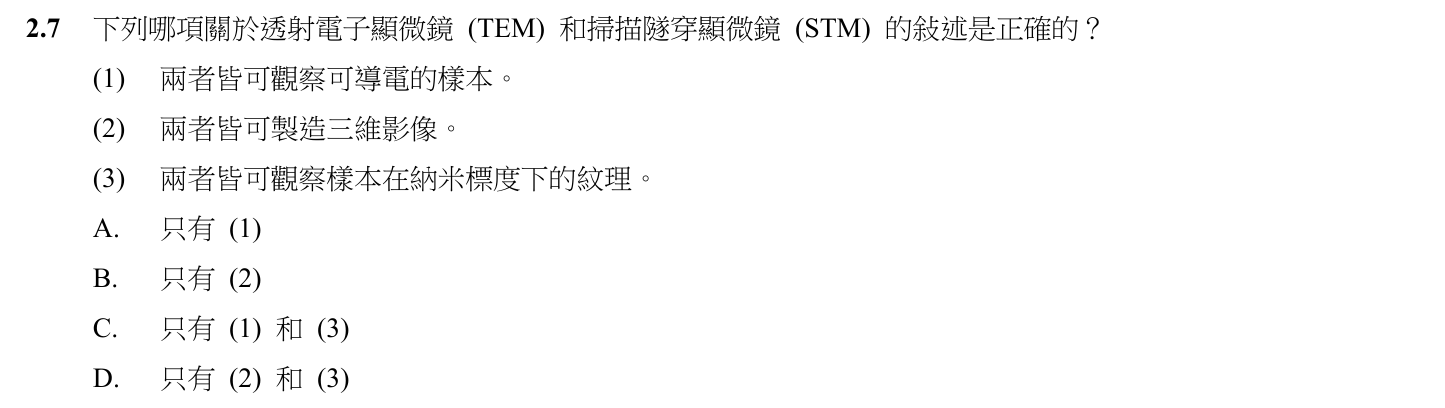 2.7 下列哪項關於透射電子顯微鏡 (TEM) 和掃描隧穿顯微鏡 (STM) 的敍述是正確的？
(1) 兩者皆可觀察可導電的樣本。
(2) 兩者皆可製造三維影像。
(3) 兩者皆可觀察樣本在納米標度下的紋理。
A. 只有 (1)
B. 只有 (2)
C. 只有 (1) 和 (3)
D. 只有 (2) 和 (3)